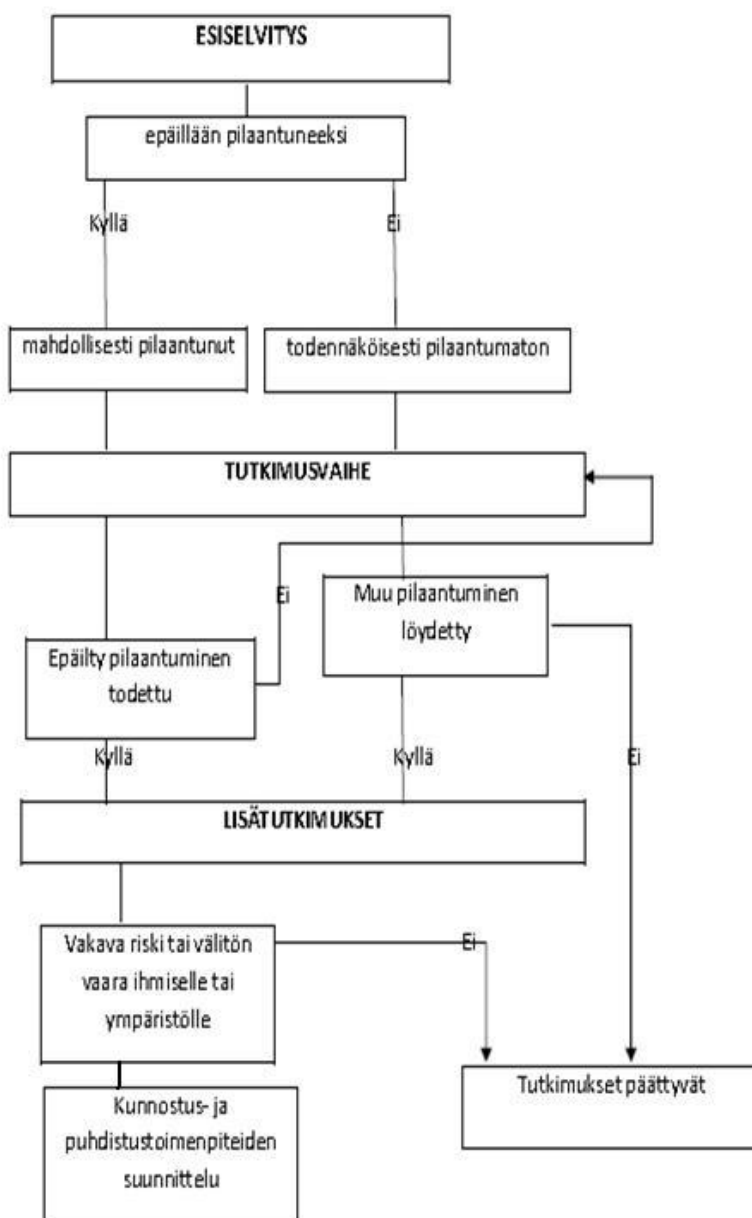 ESISELVITYS
epäillään pilaantuneeksi
Kyllä
Ei
mahdollisesti pilaantunut
todennäköisesti pilaantumaton
TUTKIMUSVAIHE
Ei
Muu pilaantuminen
löydetty
Epäilty pilaantuminen
todettu
Kyllä
Kyllä
Ei
LISÄTUTKIMUKSET
Vakava riski tai välitön
vaara ihmiselle tai
ympäristölle
Ei
Tutkimukset päättyvät
Kunnostus- ja
puhdistustoimenpiteiden
suunnittelu